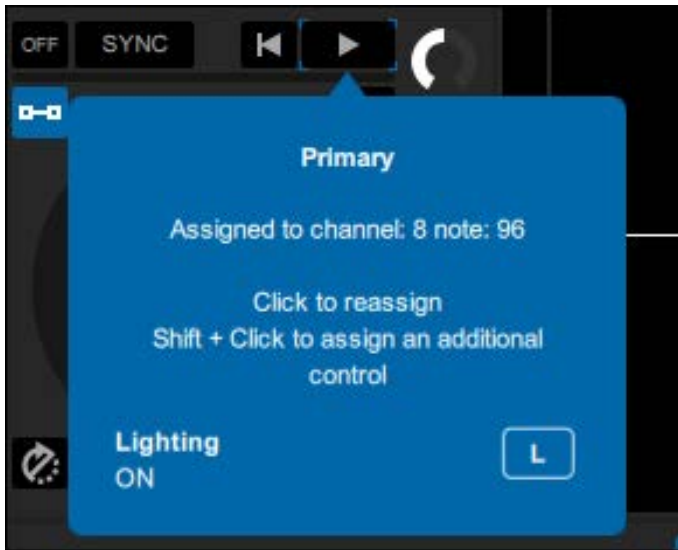 OFF SYNC
Primary
Assigned to channel: 8 note: 96
Click to reassign
Shift + Click to assign an additional
control
Lighting
ON
L